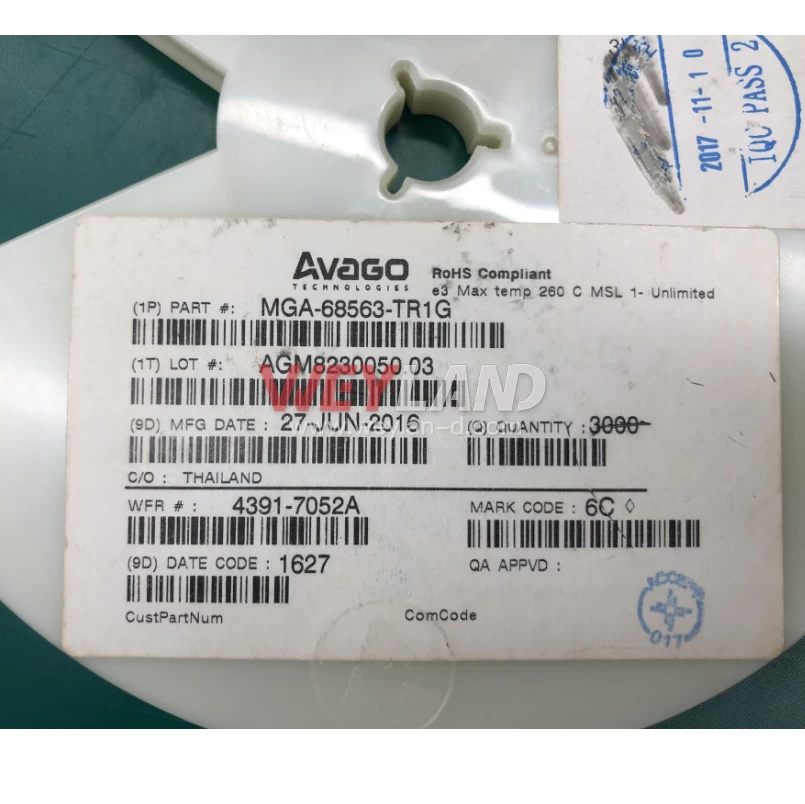 2017-11-10
IQC PASS 2
AVAGO
TECHNOLOGIES
RoHS Compliant
e3 Max temp 260 C MSL 1- Unlimited
(1P) PART #: MGA-68563-TR1G
(1T) LOT #: AGM8230050.03
WEYLAND
(9D) MFG DATE : 27-JUN-2016
(Q) QUANTITY : 3000
C/O : THAILAND
WFR # : 4391-7052A
MARK CODE : 6C ◊
(9D) DATE CODE : 1627
QA APPVD :
CustPartNum
ComCode
017